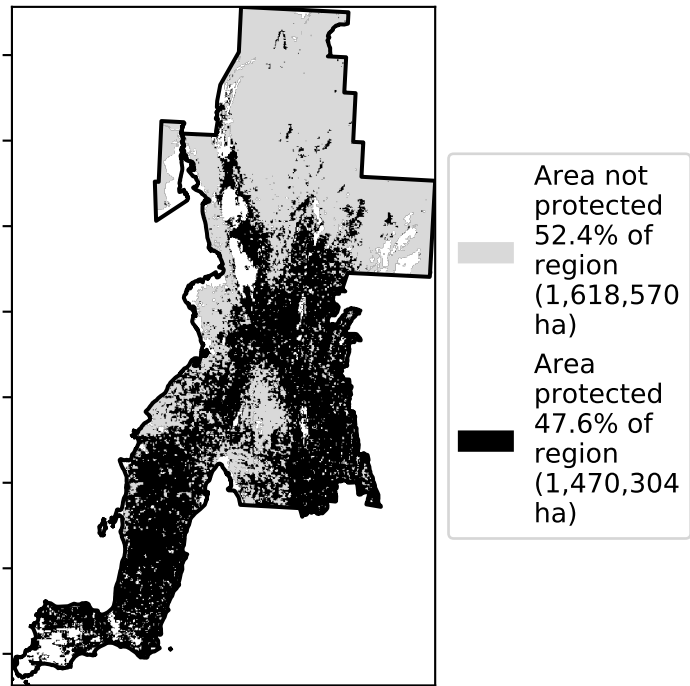 Area not
protected
52.4% of
region
(1,618,570
ha)
Area
protected
47.6% of
region
(1,470,304
ha)